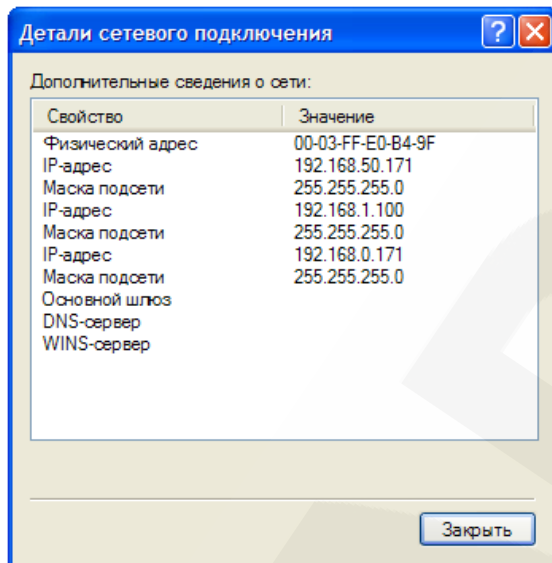 Детали сетевого подключения
Дополнительные сведения о сети:
Свойство Значение
Физический адрес 00-03-FF-E0-B4-9F
IP-адрес 192.168.50.171
Маска подсети 255.255.255.0
IP-адрес 192.168.1.100
Маска подсети 255.255.255.0
IP-адрес 192.168.0.171
Маска подсети 255.255.255.0
Основной шлюз
DNS-сервер
WINS-сервер
Закрыть